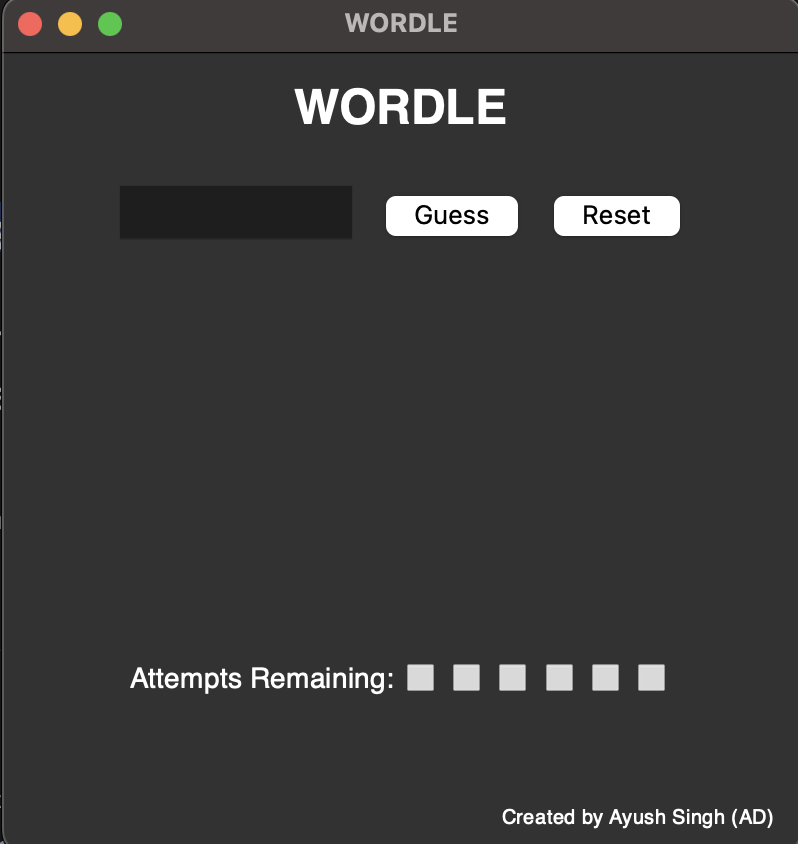 WORDLE
WORDLE
Guess Reset
Attempts Remaining:
Created by Ayush Singh (AD)